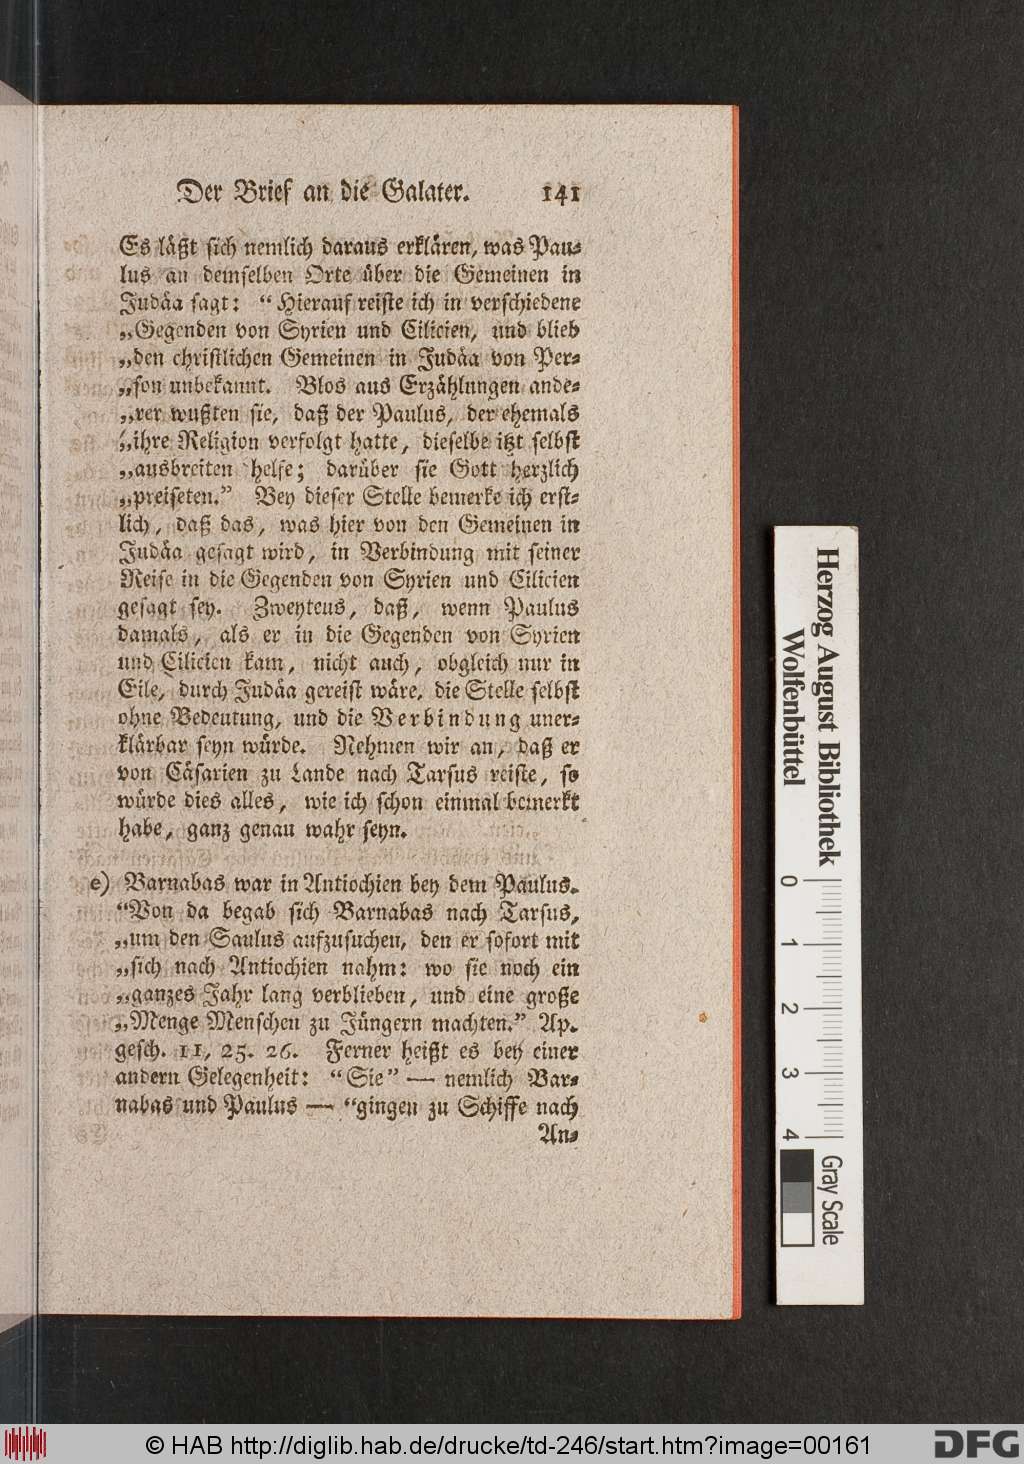 Der Brief an die Galater. 141
Es läßt sich nemlich daraus erklären, was Pau⸗
lus an demselben Orte über die Gemeinen in
Judäa sagt: “Hierauf reiste ich in verschiedene
„Gegenden von Syrien und Cilicien, und blieb
„den christlichen Gemeinen in Judäa von Per⸗
„son unbekannt. Blos aus Erzählungen ande⸗
„rer wußten sie, daß der Paulus, der ehemals
„ihre Religion verfolgt hatte, dieselbe itzt selbst
„ausbreiten helfe; darüber sie Gott herzlich
„preiseten.” Bey dieser Stelle bemerke ich erst⸗
lich, daß das, was hier von den Gemeinen in
Judäa gesagt wird, in Verbindung mit seiner
Reise in die Gegenden von Syrien und Cilicien
gesagt sey. Zweytens, daß, wenn Paulus
damals, als er in die Gegenden von Syrien
und Cilicien kam, nicht auch, obgleich nur in
Eile, durch Judäa gereist wäre, die Stelle selbst
ohne Bedeutung, und die Verbindung uner⸗
klärbar seyn würde. Nehmen wir an, daß er
von Cäsarien zu Lande nach Tarsus reiste, so
würde dies alles, wie ich schon einmal bemerkt
habe, ganz genau wahr seyn.
e) Barnabas war in Antiochien bey dem Paulus.
“Von da begab sich Barnabas nach Tarsus,
„um den Saulus aufzusuchen, den er sofort mit
„sich nach Antiochien nahm: wo sie noch ein
„ganzes Jahr lang verblieben, und eine große
„Menge Menschen zu Jüngern machten.” Ap.
gesch. 11, 25. 26. Ferner heißt es bey einer
andern Gelegenheit: “Sie” — nemlich Bar⸗
nabas und Paulus — “gingen zu Schiffe nach
An⸗
Herzog August Bibliothek
Wolfenbüttel
0 1 2 3 4
Gray Scale
© HAB http://diglib.hab.de/drucke/td-246/start.htm?image=00161
DFG